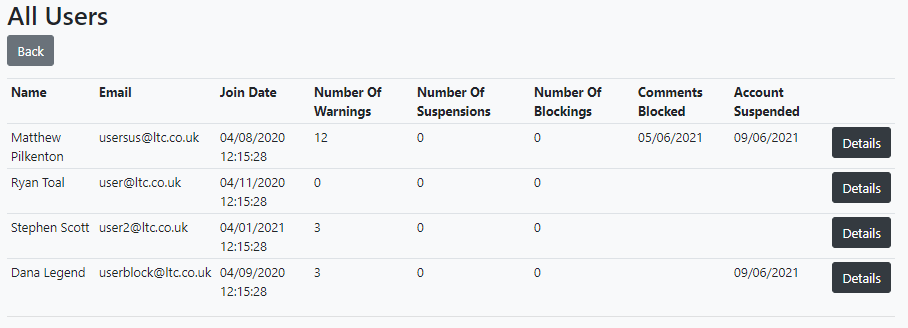 All Users
Back
Name Email Join Date Number Of Warnings Number Of Suspensions Number Of Blockings Comments Blocked Account Suspended
Matthew Pilkenton usersus@ltc.co.uk 04/08/2020 12:15:28 12 0 0 05/06/2021 09/06/2021 Details
Ryan Toal user@ltc.co.uk 04/11/2020 12:15:28 0 0 0 Details
Stephen Scott user2@ltc.co.uk 04/01/2021 12:15:28 3 0 0 Details
Dana Legend userblock@ltc.co.uk 04/09/2020 12:15:28 3 0 0 09/06/2021 Details